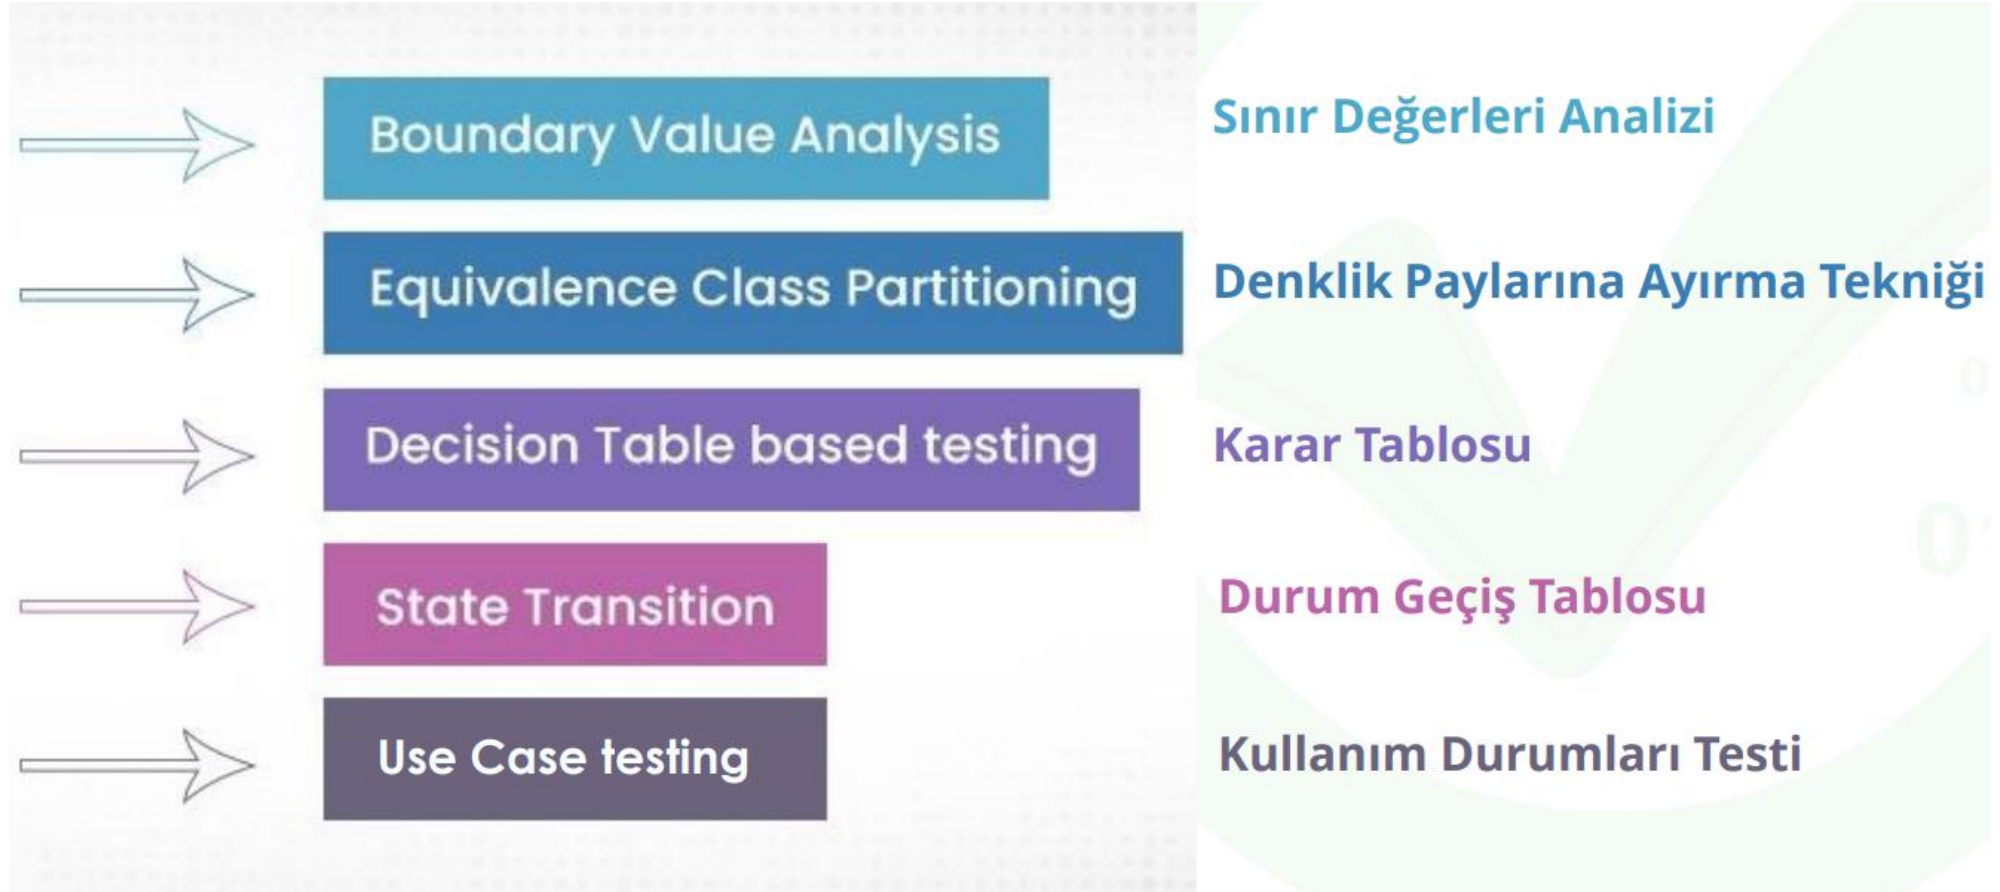 Boundary Value Analysis
Sınır Değerleri Analizi
Equivalence Class Partitioning
Denklik Paylarına Ayırma Tekniği
Decision Table based testing
Karar Tablosu
State Transition
Durum Geçiş Tablosu
Use Case testing
Kullanım Durumları Testi